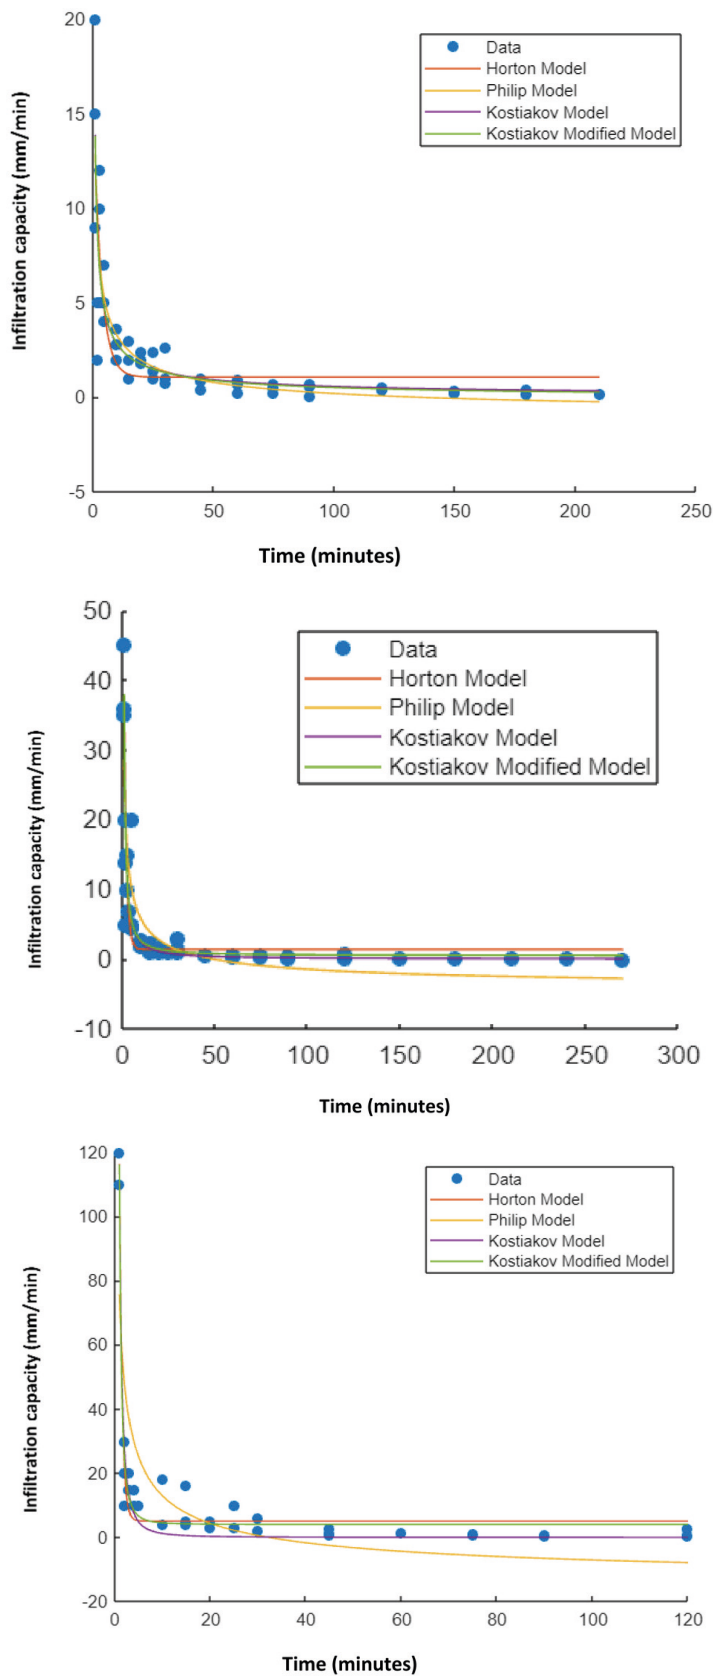 20
15
10
5
0
-5
Infiltration capacity (mm/min)
Data
Horton Model
Philip Model
Kostiakov Model
Kostiakov Modified Model
0 50 100 150 200 250
Time (minutes)
50
40
30
20
10
0
-10
Infiltration capacity (mm/min)
Data
Horton Model
Philip Model
Kostiakov Model
Kostiakov Modified Model
0 50 100 150 200 250 300
Time (minutes)
120
100
80
60
40
20
0
-20
Infiltration capacity (mm/min)
Data
Horton Model
Philip Model
Kostiakov Model
Kostiakov Modified Model
0 20 40 60 80 100 120
Time (minutes)